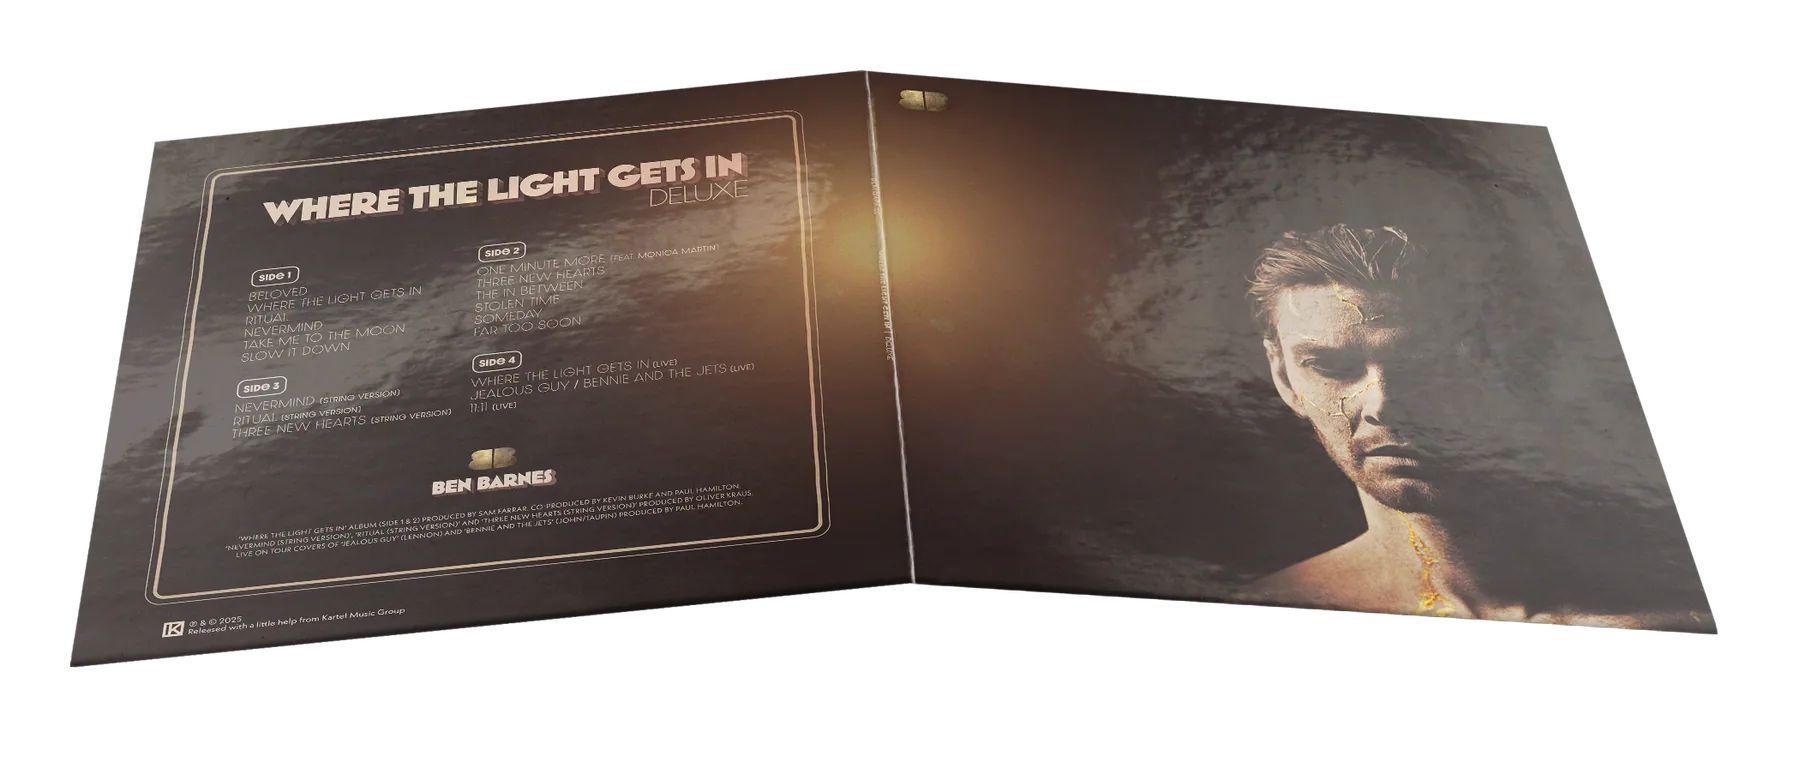 WHERE THE LIGHT GETS IN
DELUXE
SIDE 1
BELOVED
WHERE THE LIGHT GETS IN
RITUAL
NEVERMIND
TAKE ME TO THE MOON
SLOW IT DOWN
SIDE 2
ONE MINUTE MORE (FEAT. MONICA MARTIN)
THREE NEW HEARTS
THE IN BETWEEN
STOLEN TIME
SOMEDAY
FAR TOO SOON
SIDE 3
NEVERMIND (STRING VERSION)
RITUAL (STRING VERSION)
THREE NEW HEARTS (STRING VERSION)
SIDE 4
WHERE THE LIGHT GETS IN (LIVE)
JEALOUS GUY / BENNIE AND THE JETS (LIVE)
11:11 (LIVE)
BEN BARNES
'WHERE THE LIGHT GETS IN' ALBUM (SIDE 1 & 2) PRODUCED BY SAM FARRAR. CO-PRODUCED BY KEVIN BURKE AND PAUL HAMILTON.
'NEVERMIND (STRING VERSION)', 'RITUAL (STRING VERSION)' AND 'THREE NEW HEARTS (STRING VERSION)' PRODUCED BY OLIVER KRAUS.
LIVE ON TOUR COVERS OF 'JEALOUS GUY' (LENNON) AND 'BENNIE AND THE JETS' (JOHN/TAUPIN) PRODUCED BY PAUL HAMILTON.
K
℗ & © 2025
Released with a little help from Kartel Music Group